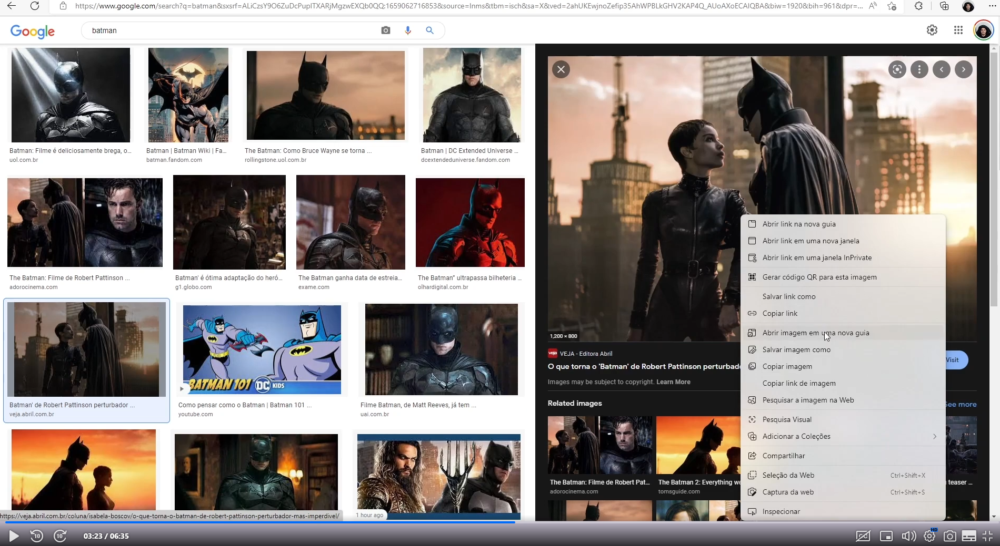 https://www.google.com/search?q=batman&sxsrf=ALiCzsY9O6ZuDcPupITXARjMgzwEXQb0QQ:1659062716853&source=lnms&tbm=isch&sa=X&ved=2ahUKEwjnoZefip35AhWPBLkGHV2KAP4Q_AUoAXoECAIQBA&biw=1920&bih=961&dpr=...
Google
batman
Batman: Filme é deliciosamente brega, o...
uol.com.br
Batman | Batman Wiki | Fa...
batman.fandom.com
The Batman: Como Bruce Wayne se torna ...
rollingstone.uol.com.br
Batman | DC Extended Universe ...
dcextendeduniverse.fandom.com
The Batman: Filme de Robert Pattinson ...
adorocinema.com
Batman' é ótima adaptação do heró...
g1.globo.com
The Batman ganha data de estreia...
exame.com
The Batman” ultrapassa bilheteria ...
olhardigital.com.br
BATMAN 101
DC
KIDS
Batman' de Robert Pattinson perturbador ...
veja.abril.com.br
Como pensar como o Batman | Batman 101 ...
youtube.com
Filme Batman, de Matt Reeves, já tem ...
uai.com.br
1 hour ago
https://veja.abril.com.br/coluna/isabela-boscov/o-que-torna-o-batman-de-robert-pattinson-perturbador-mas-imperdivel/
1,200 × 800
veja
VEJA - Editora Abril
O que torna o 'Batman' de Robert Pattinson perturbado
Visit
Images may be subject to copyright. Learn More
Related images
See more
The Batman: Filme de Robert Pat...
adorocinema.com
The Batman 2: Everything we
tomsguide.com
teaser ...
Abrir link na nova guia
Abrir link em uma nova janela
Abrir link em uma janela InPrivate
Gerar código QR para esta imagem
Salvar link como
Copiar link
Abrir imagem em uma nova guia
Salvar imagem como
Copiar imagem
Copiar link de imagem
Pesquisar a imagem na Web
Pesquisa Visual
Adicionar a Coleções
Compartilhar
Seleção da Web Ctrl+Shift+X
Captura da web Ctrl+Shift+S
Inspecionar
10
10
03:23 / 06:35
CC
HD